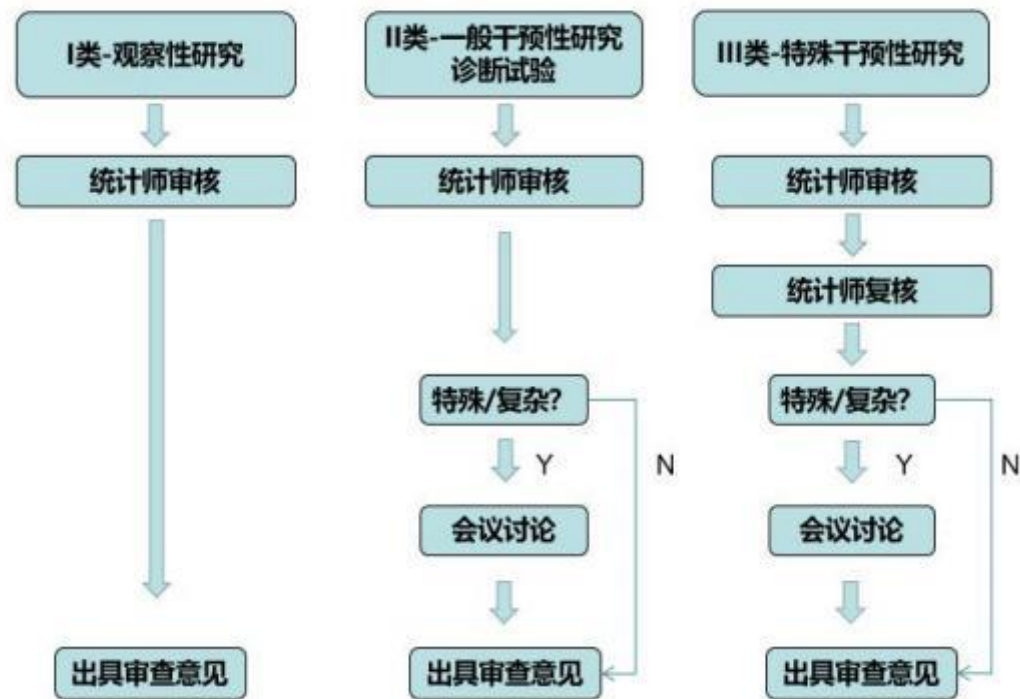 I类-观察性研究
统计师审核
出具审查意见
II类-一般干预性研究
诊断试验
统计师审核
特殊/复杂?
Y
N
会议讨论
出具审查意见
III类-特殊干预性研究
统计师审核
统计师复核
特殊/复杂?
Y
N
会议讨论
出具审查意见